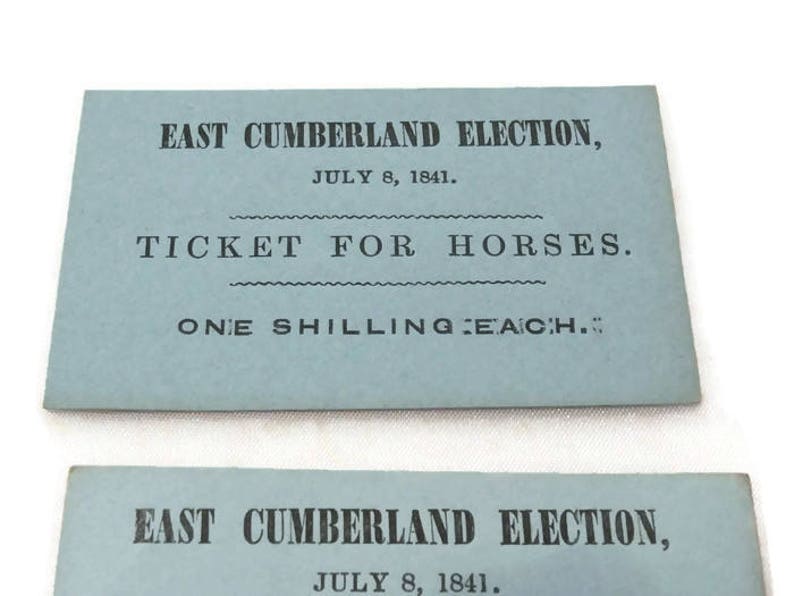 EAST CUMBERLAND ELECTION,
JULY 8, 1841.
TICKET FOR HORSES.
ONE SHILLING EACH.
EAST CUMBERLAND ELECTION,
JULY 8, 1841.